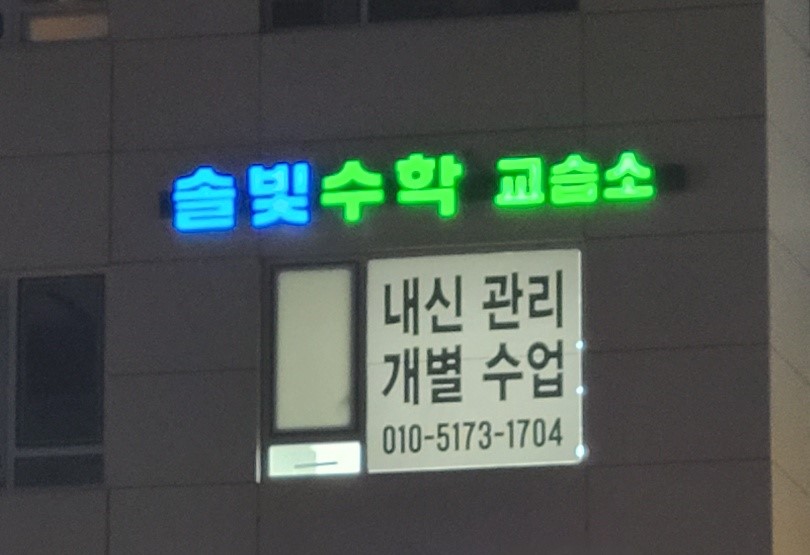 솔빛수학 교습소
내신 관리
개별 수업
010-5173-1704